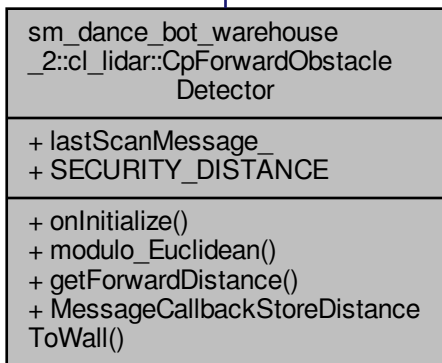 sm_dance_bot_warehouse
_2::cl_lidar::CpForwardObstacle
Detector
+ lastScanMessage_
+ SECURITY_DISTANCE
+ onInitialize()
+ modulo_Euclidean()
+ getForwardDistance()
+ MessageCallbackStoreDistance
ToWall()